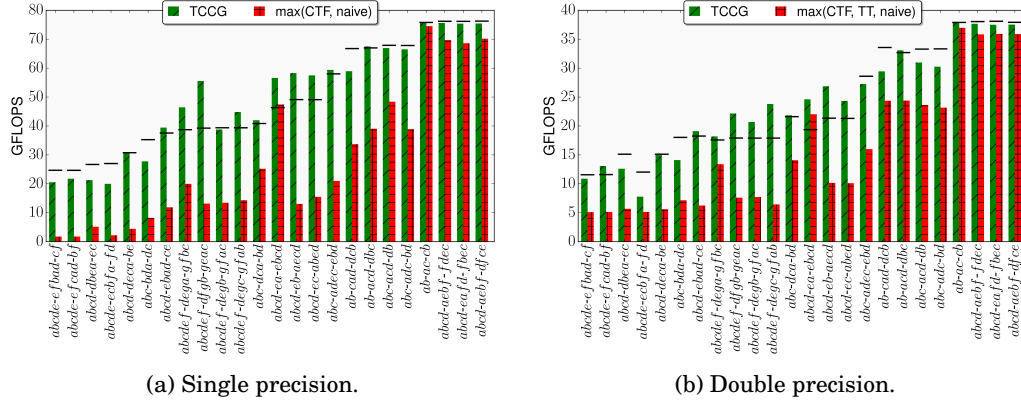 TCCG
max(CTF, naive)
GFLOPS
80
70
60
50
40
30
20
10
0
abcde-efbad-cf
abcde-efcad-bf
abcd-dbea-ec
abcde-ecbfa-fd
abcd-deca-be
abc-bda-dc
abcd-ebad-ce
abcdef-dega-gfbc
abcdef-dfgb-geac
abcdef-degb-gfac
abcdef-degc-gfab
abc-dca-bd
abcd-ea-ebcd
abcd-eb-aecd
abcd-ec-abed
abc-adec-ebd
ab-cad-dcb
ab-acd-dbc
abc-acd-db
abc-adc-bd
ab-ac-cb
abcd-aebf-fdec
abcd-eafd-fbec
abcd-aebf-dfce
(a) Single precision.
TCCG
max(CTF, TT, naive)
GFLOPS
40
35
30
25
20
15
10
5
0
abcde-efbad-cf
abcde-efcad-bf
abcd-dbea-ec
abcde-ecbfa-fd
abcd-deca-be
abc-bda-dc
abcd-ebad-ce
abcdef-dega-gfbc
abcdef-dfgb-geac
abcdef-degb-gfac
abcdef-degc-gfab
abc-dca-bd
abcd-ea-ebcd
abcd-eb-aecd
abcd-ec-abed
abc-adec-ebd
ab-cad-dcb
ab-acd-dbc
abc-acd-db
abc-adc-bd
ab-ac-cb
abcd-aebf-fdec
abcd-eafd-fbec
abcd-aebf-dfce
(b) Double precision.